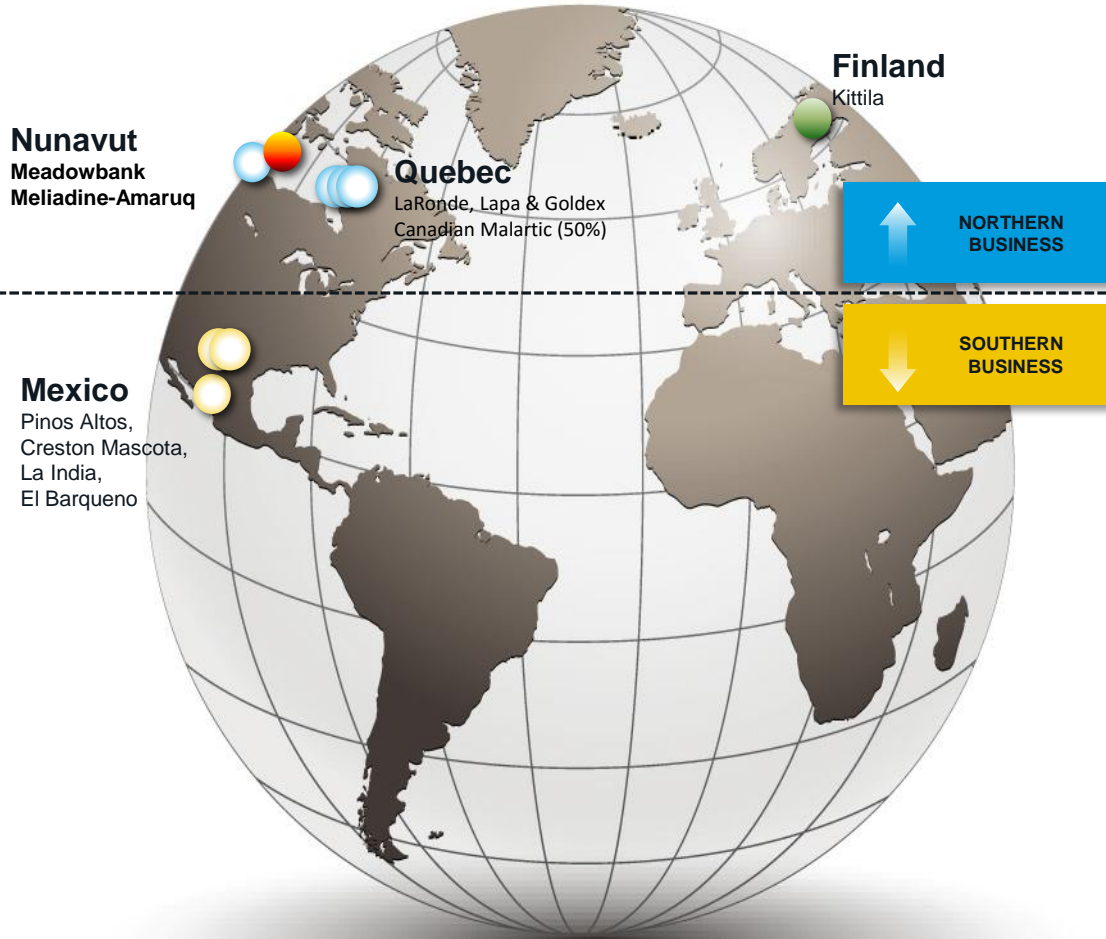 Finland
Kittila
Nunavut
Meadowbank
Meliadine-Amaruq
Quebec
LaRonde, Lapa & Goldex
Canadian Malartic (50%)
NORTHERN
BUSINESS
SOUTHERN
BUSINESS
Mexico
Pinos Altos,
Creston Mascota,
La India,
El Barqueno